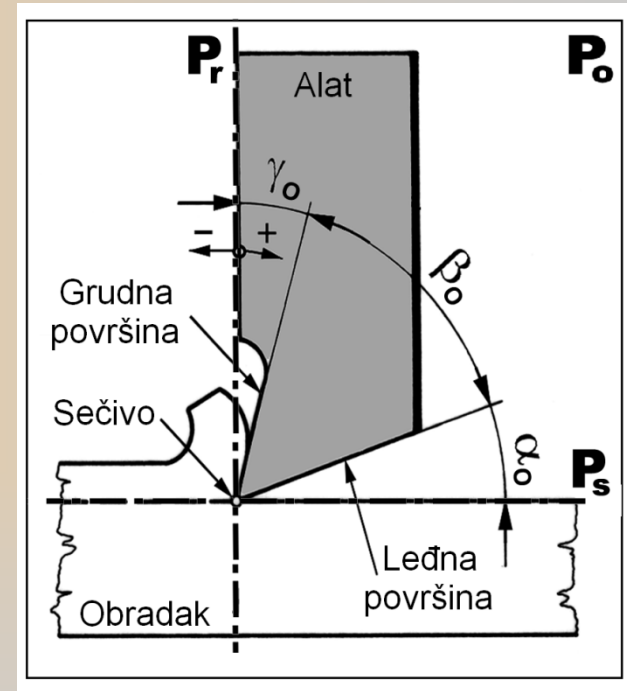 Pr
Po
Alat
γo
- +
βo
Grudna
površina
Sečivo
αo
Ps
Leđna
površina
Obradak